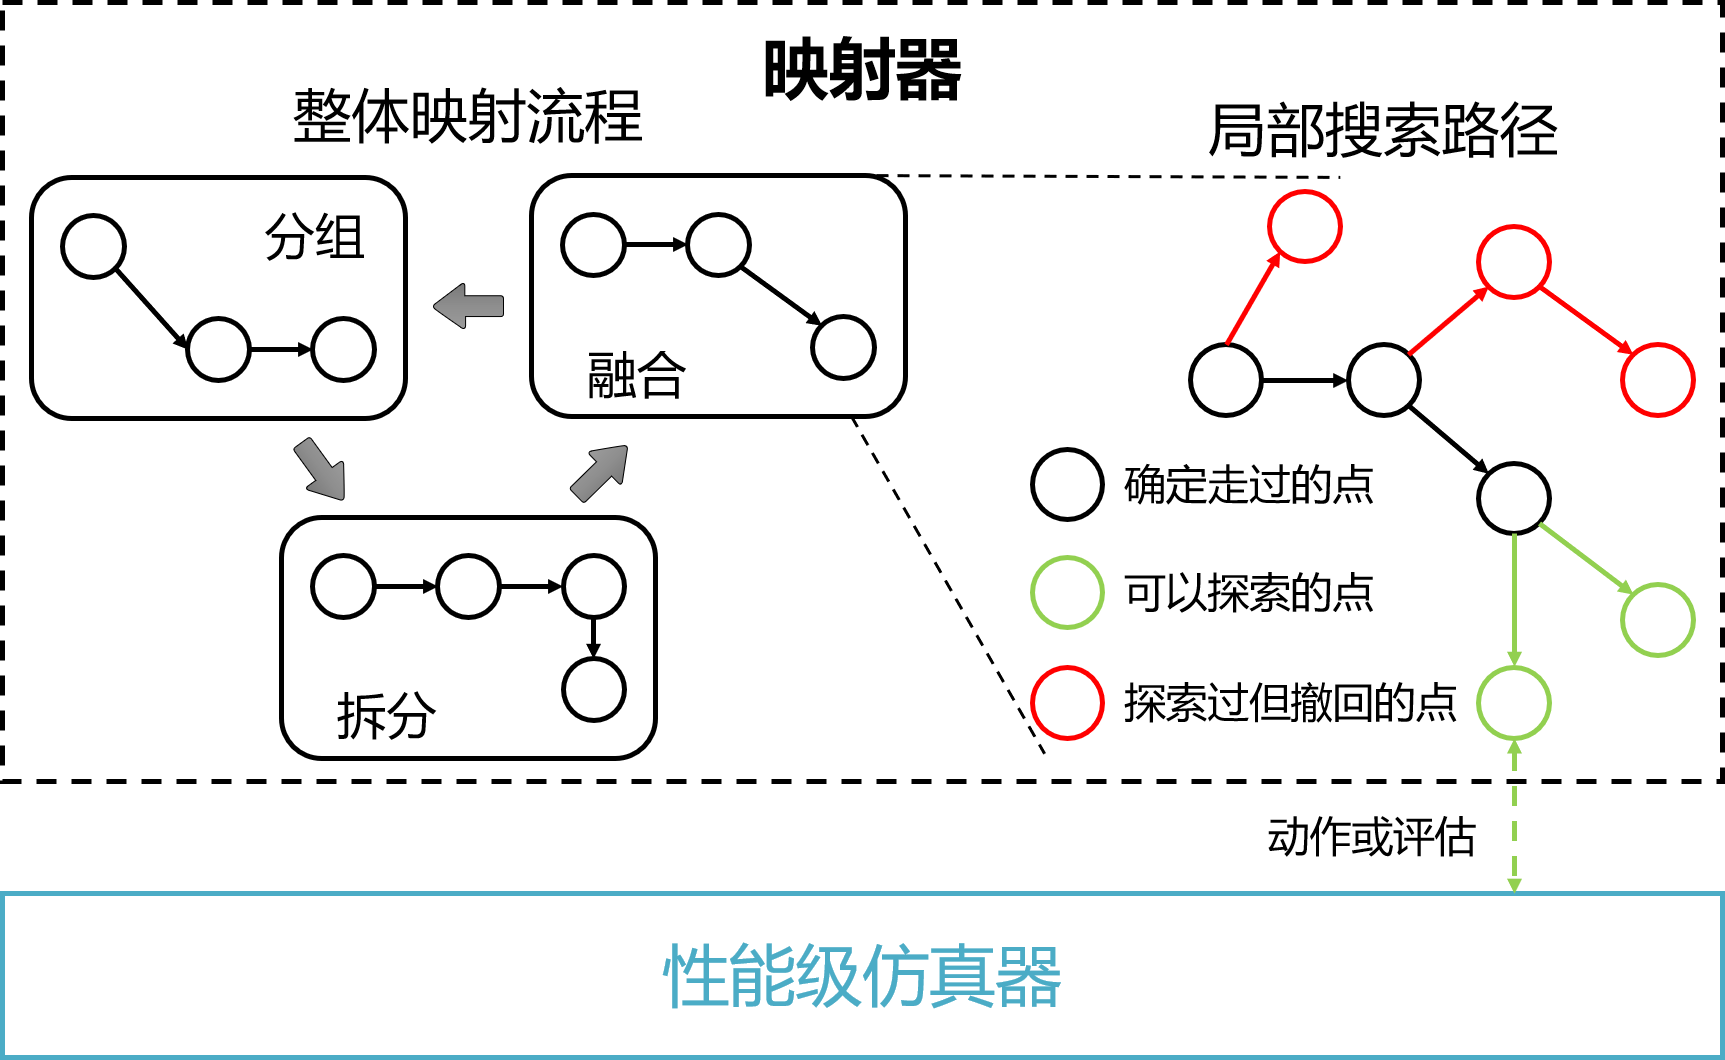 映射器
整体映射流程
局部搜索路径
分组
融合
拆分
确定走过的点
可以探索的点
探索过但撤回的点
动作或评估
性能级仿真器